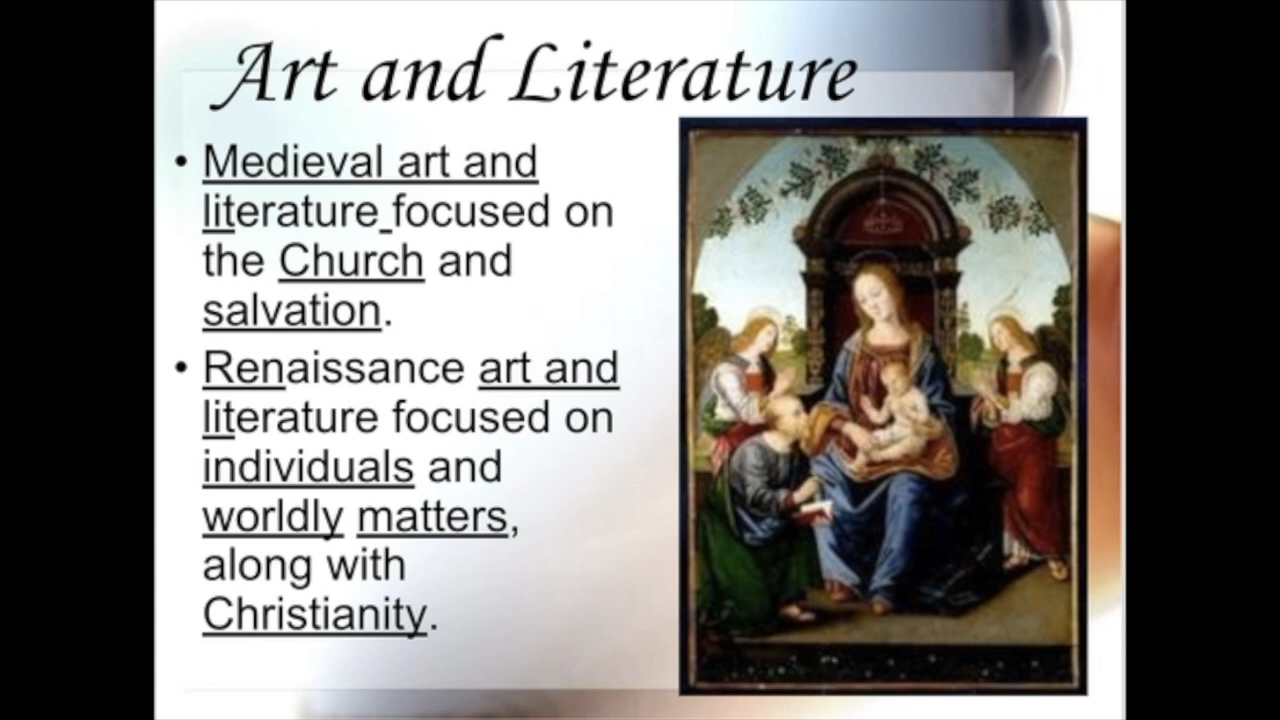 Art and Literature
• Medieval art and
literature focused on
the Church and
salvation.
• Renaissance art and
literature focused on
individuals and
worldly matters,
along with
Christianity.